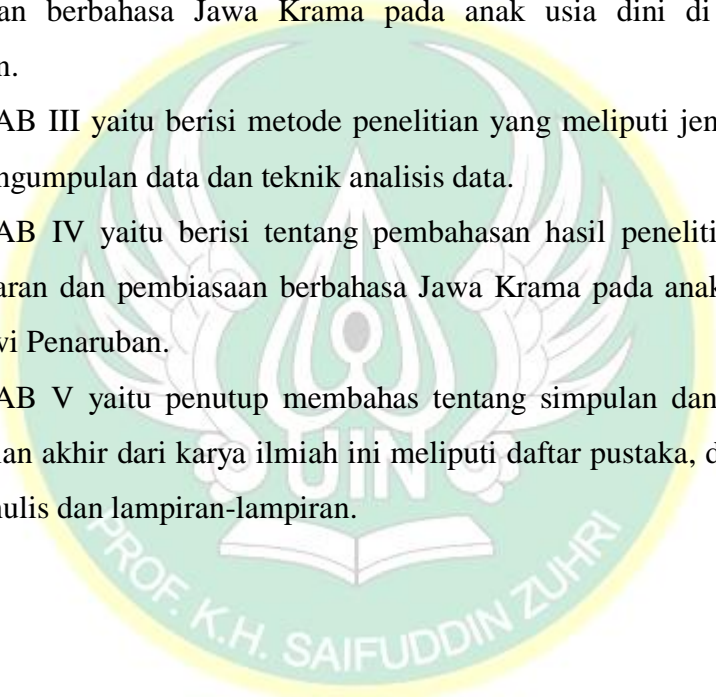 an berbahasa Jawa Krama pada anak usia dini di
n.
AB III yaitu berisi metode penelitian yang meliputi jen
ngumpulan data dan teknik analisis data.
AB IV yaitu berisi tentang pembahasan hasil peneliti
aran dan pembiasaan berbahasa Jawa Krama pada anak
vi Penaruban.
AB V yaitu penutup membahas tentang simpulan dan
ian akhir dari karya ilmiah ini meliputi daftar pustaka, d
nulis dan lampiran-lampiran.
UIN
PROF. K.H. SAIFUDDIN ZUHRI